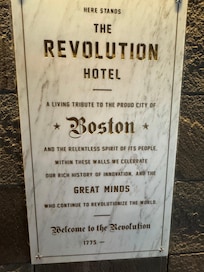 HERE STANDS
THE
REVOLUTION
HOTEL
A LIVING TRIBUTE TO THE PROUD CITY OF
Boston
AND THE RELENTLESS SPIRIT OF ITS PEOPLE.
WITHIN THESE WALLS WE CELEBRATE
OUR RICH HISTORY OF INNOVATION, AND THE
GREAT MINDS
WHO CONTINUE TO REVOLUTIONIZE THE WORLD.
Welcome to the Revolution
1775 —